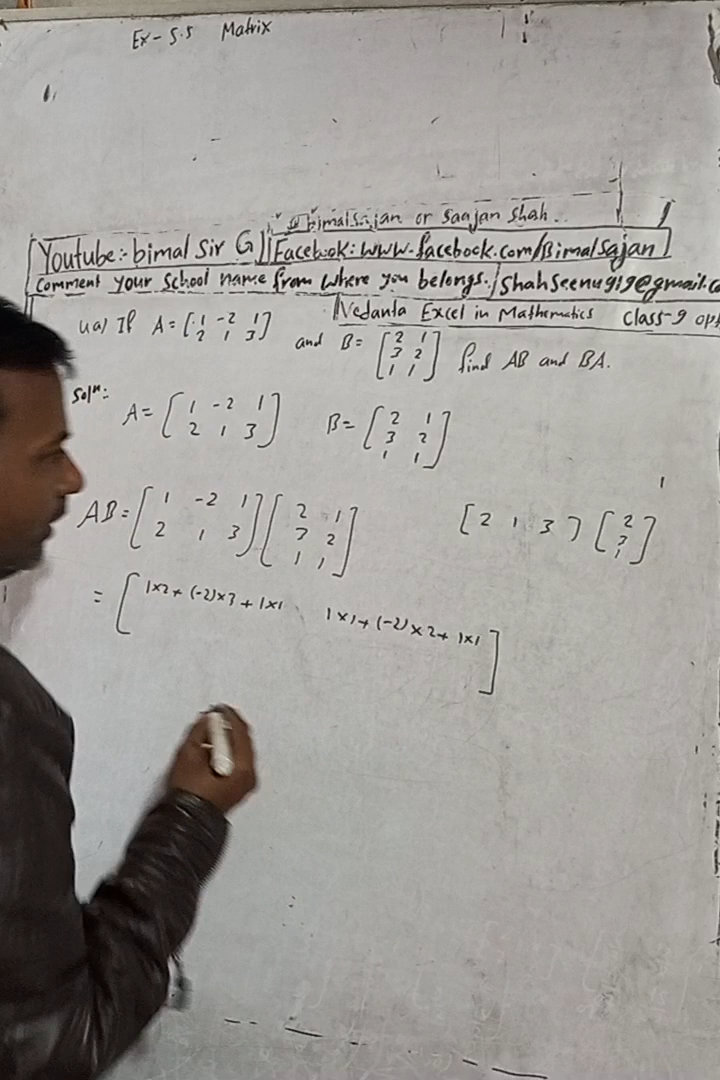 Ex - 5.5 Matrix
@bimalsajan or saajan shah..
Youtube:- bimal Sir G || Facebook: www.facebook.com/Bimalsajan
Comment your School name from where you belongs. / Shahseenu919@gmail.c
Vedanta Excel in Mathematics Class-9 opt
4a) If A = [1 -2 1
2 1 3] and B = [2 1
3 2
1 1] find AB and BA.
Solⁿ:
A = [1 -2 1
2 1 3] B = [2 1
3 2
1 1]
AB = [1 -2 1
2 1 3] [2 1
3 2
1 1] [2 1 3] [2
3
1]
= [1×2 + (-2)×3 + 1×1 1×1 + (-2)×2 + 1×1]